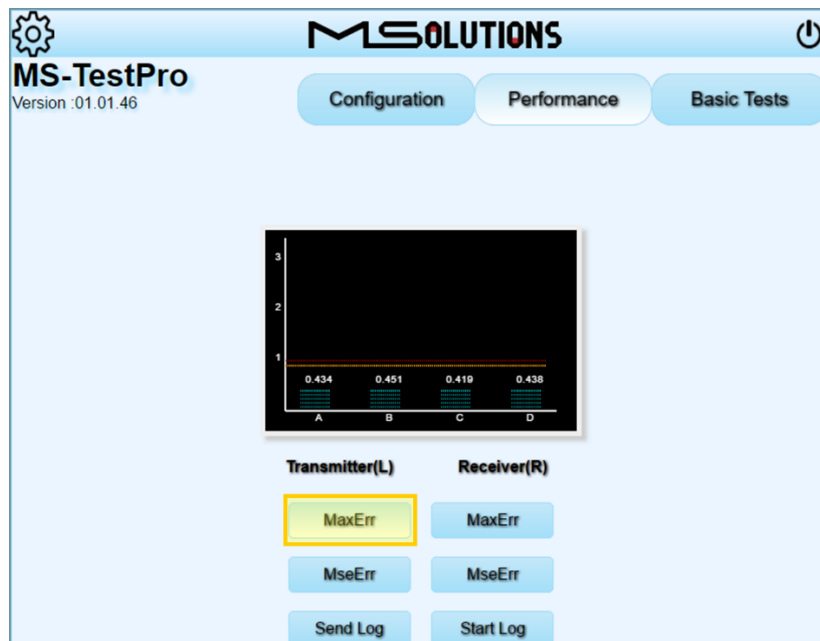 MSOLUTIONS
MS-TestPro
Version :01.01.46
Configuration Performance Basic Tests
3
2
1
0.434 0.451 0.419 0.438
A B C D
Transmitter(L) Receiver(R)
MaxErr MaxErr
MseErr MseErr
Send Log Start Log